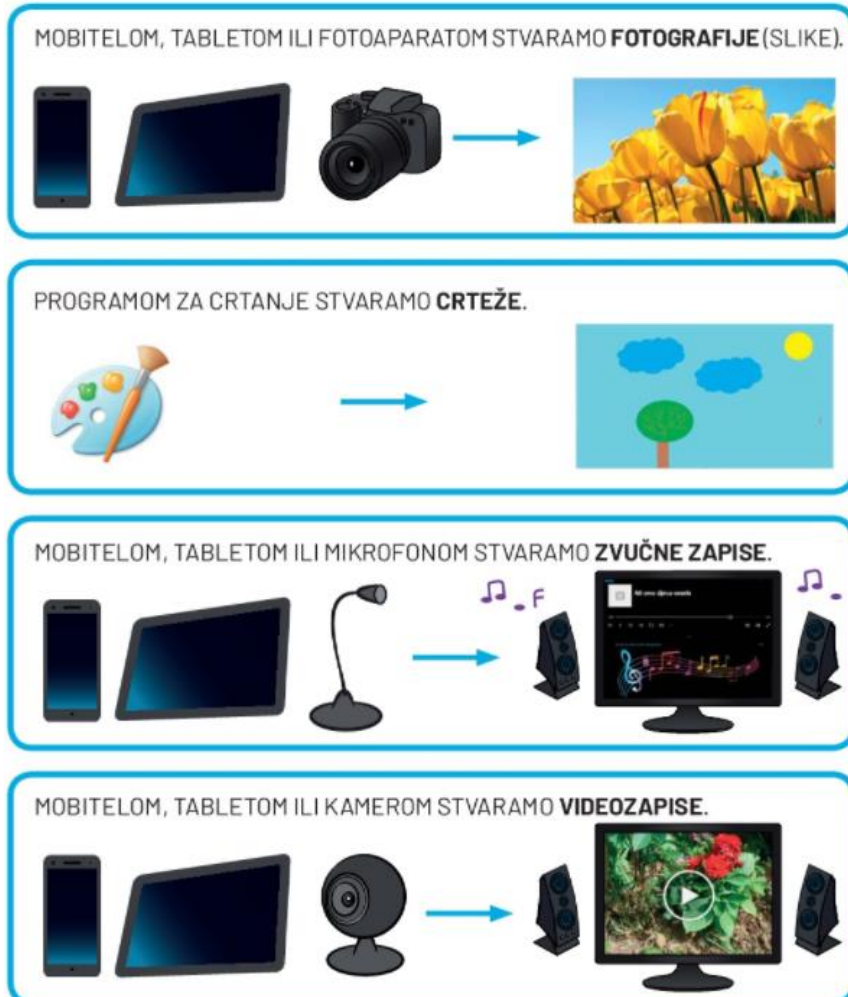 MOBITELOM, TABLETOM ILI FOTOAPARATOM STVARAMO FOTOGRAFIJE (SLIKE).
PROGRAMOM ZA CRTANJE STVARAMO CRTEŽE.
MOBITELOM, TABLETOM ILI MIKROFONOM STVARAMO ZVUČNE ZAPISE.
MOBITELOM, TABLETOM ILI KAMEROM STVARAMO VIDEOZAPISE.